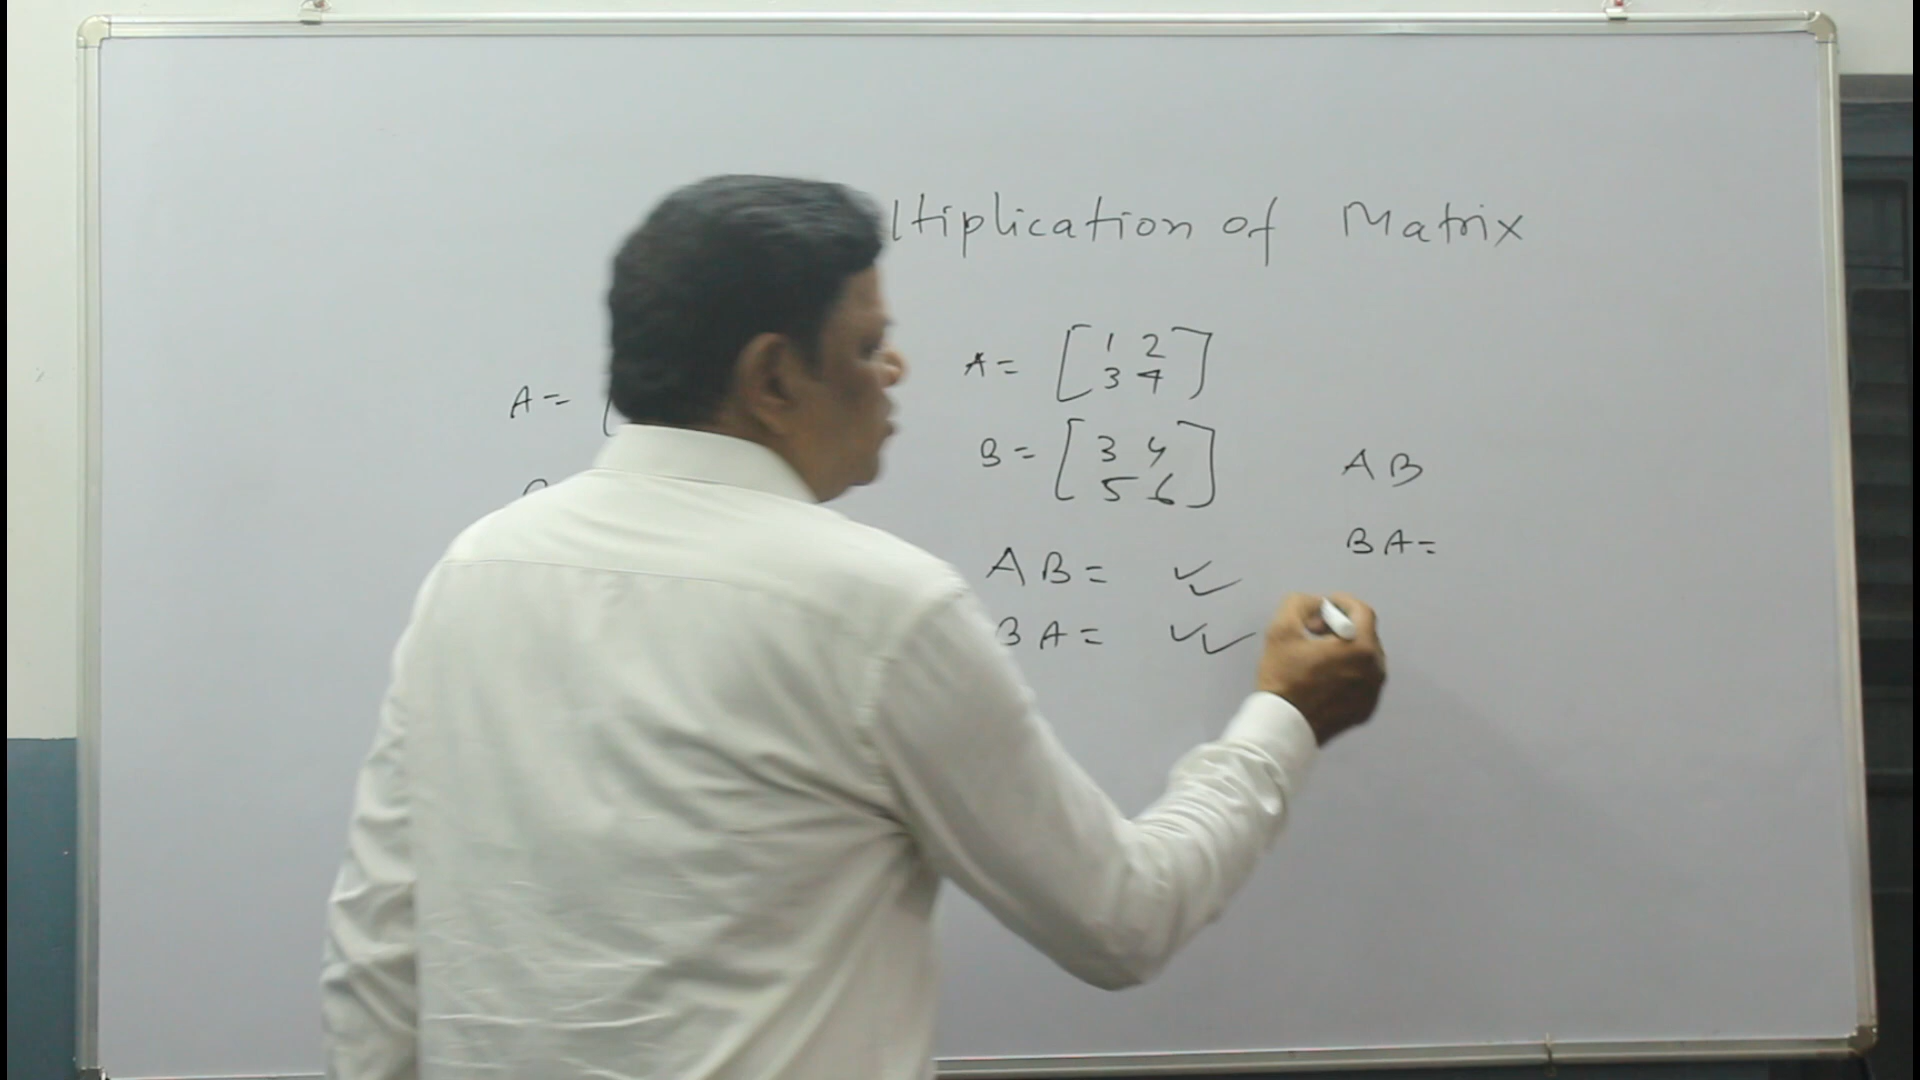 ltiplication of Matrix
A =
A = [ 1 2
3 4 ]
B = [ 3 4
5 6 ]
AB = ✓✓
BA = ✓✓
AB
BA =